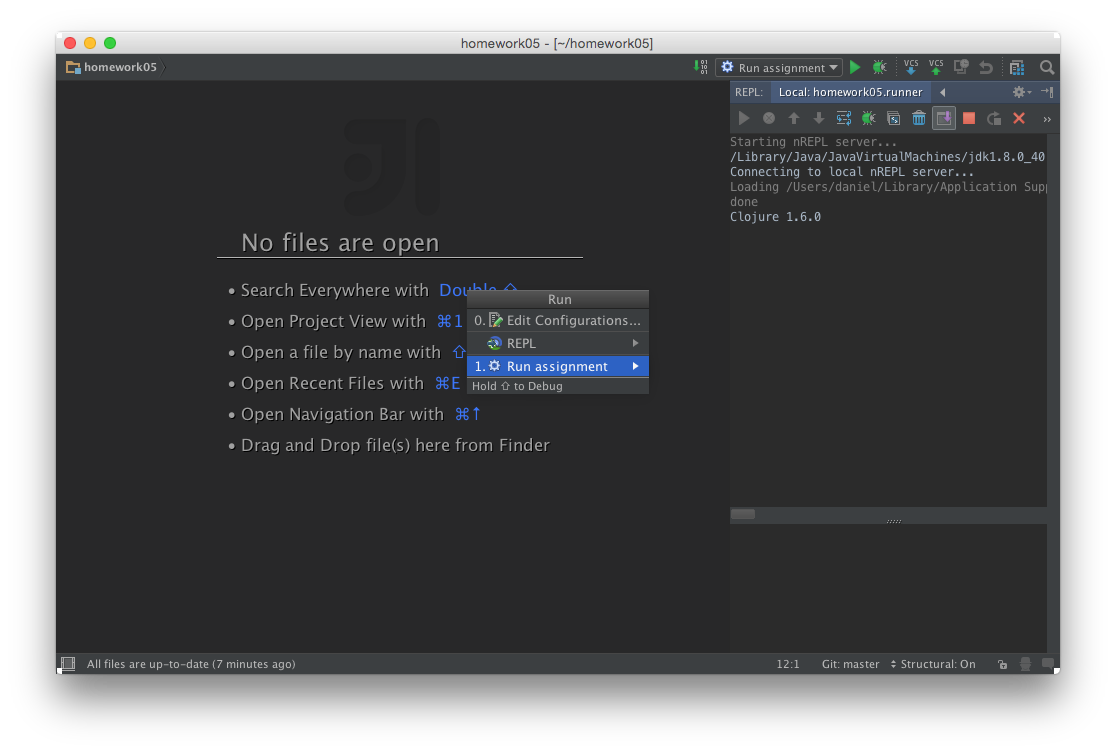 homework05 - [~/homework05]
homework05
Run assignment
VCS VCS
REPL: Local: homework05.runner
Starting nREPL server...
/Library/Java/JavaVirtualMachines/jdk1.8.0_40
Connecting to local nREPL server...
Loading /Users/daniel/Library/Application Supp
done
Clojure 1.6.0
No files are open
• Search Everywhere with Double ⇧
• Open Project View with ⌘1
• Open a file by name with ⇧
• Open Recent Files with ⌘E
• Open Navigation Bar with ⌘↑
• Drag and Drop file(s) here from Finder
Run
0. Edit Configurations...
REPL
1. Run assignment
Hold ⇧ to Debug
All files are up-to-date (7 minutes ago)
12:1 Git: master Structural: On